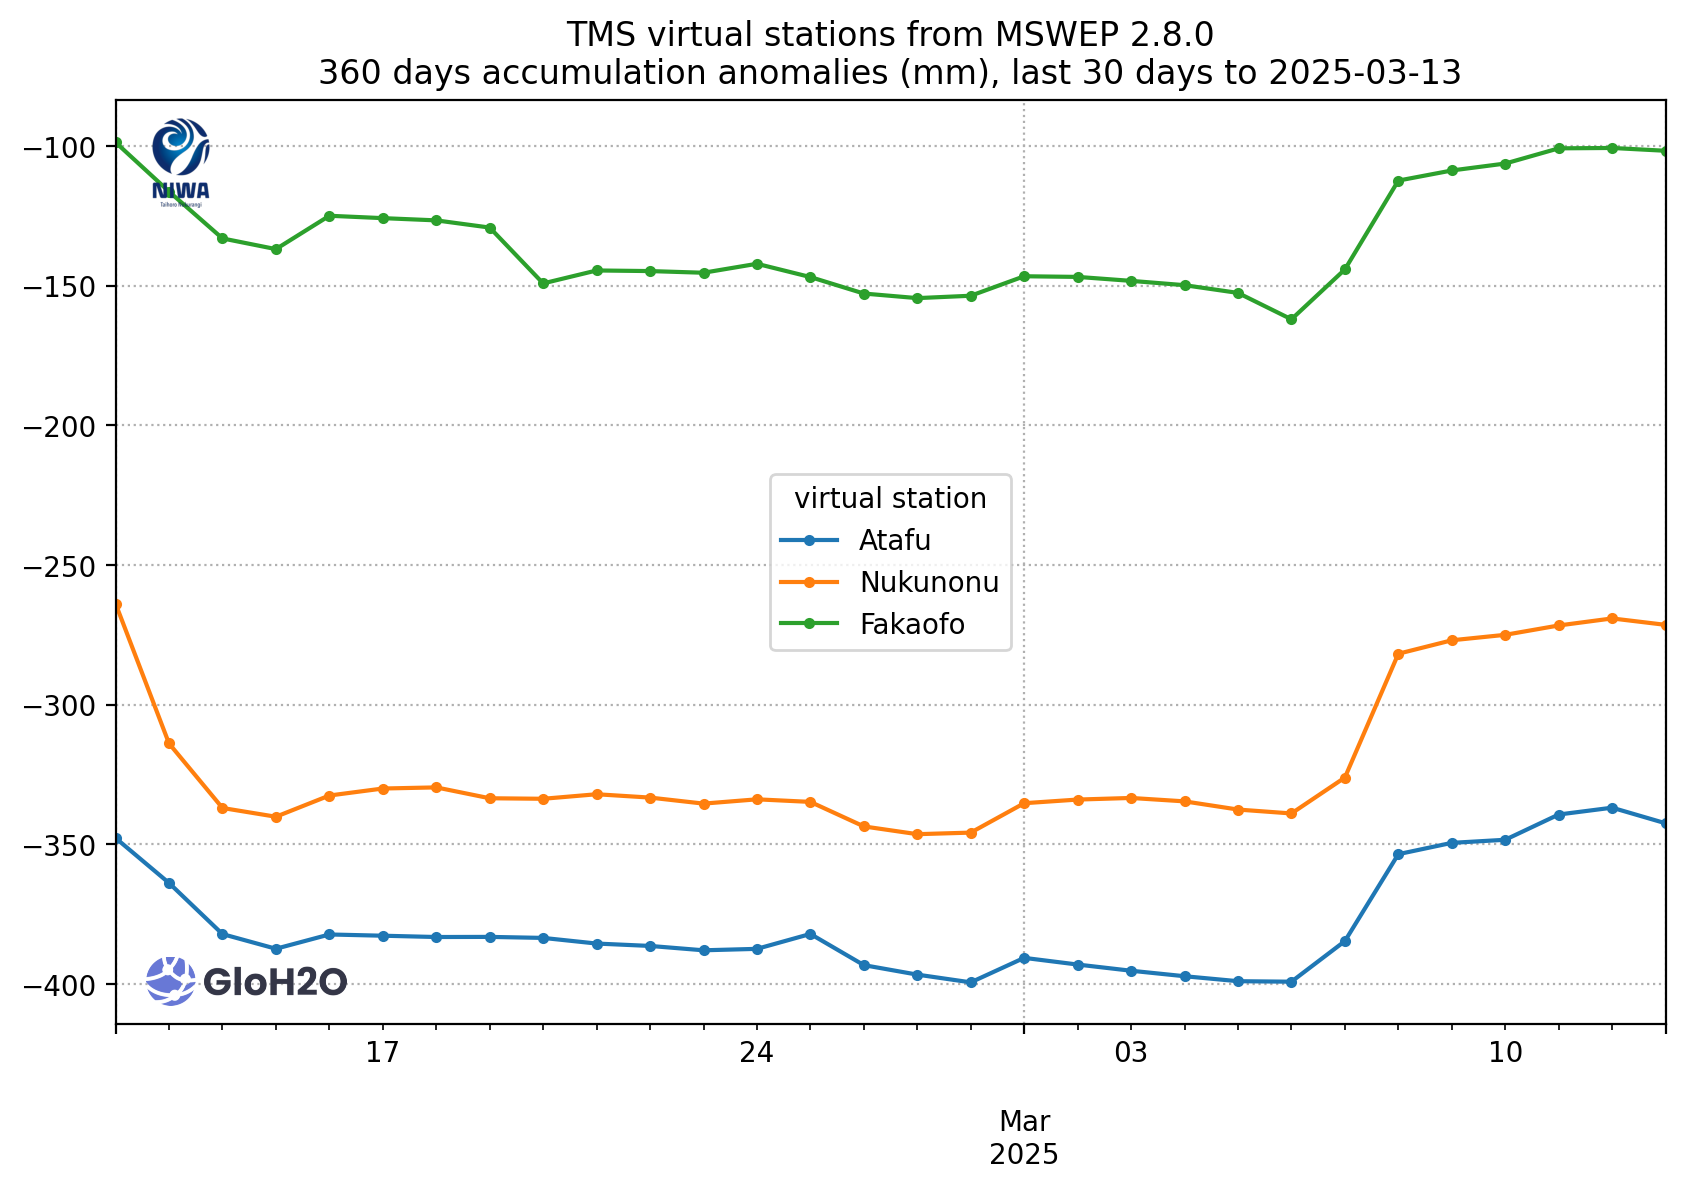 TMS virtual stations from MSWEP 2.8.0
360 days accumulation anomalies (mm), last 30 days to 2025-03-13
NIWA
Taihoro Nukurangi
−100
−150
−200
−250
−300
−350
−400
virtual station
Atafu
Nukunonu
Fakaofo
GloH2O
17
24
03
10
Mar
2025